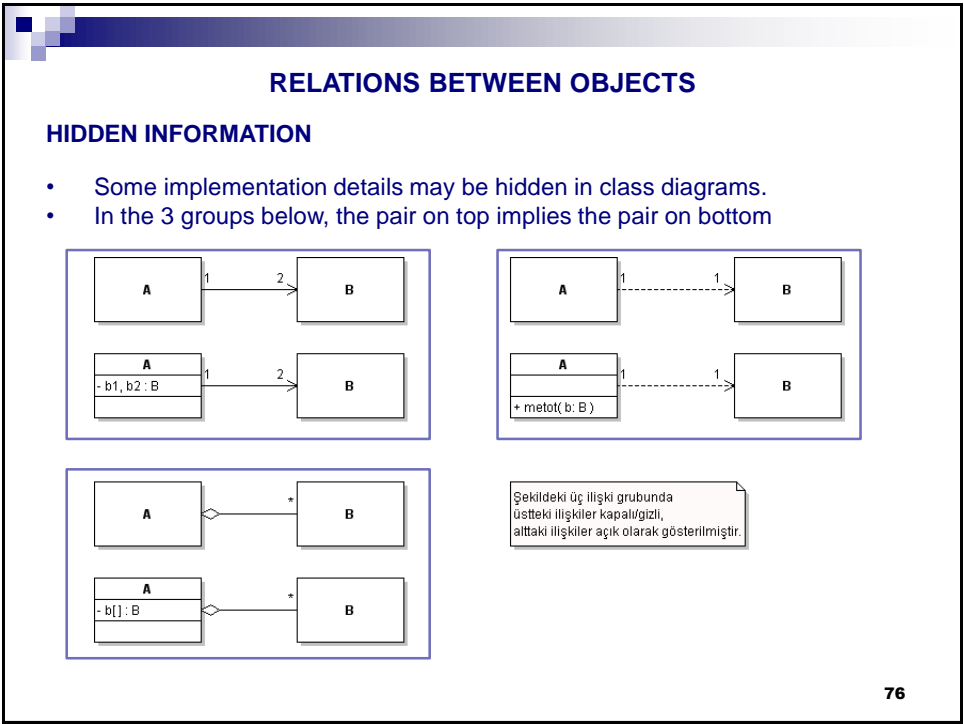 RELATIONS BETWEEN OBJECTS
HIDDEN INFORMATION
• Some implementation details may be hidden in class diagrams.
• In the 3 groups below, the pair on top implies the pair on bottom
A 1 2 B
A
- b1, b2 : B
1 2 B
A 1 1 B
A
+ metot( b: B )
1 1 B
A * B
A
- b[] : B
* B
Şekildeki üç ilişki grubunda
üstteki ilişkiler kapalı/gizli,
alttaki ilişkiler açık olarak gösterilmiştir.
76